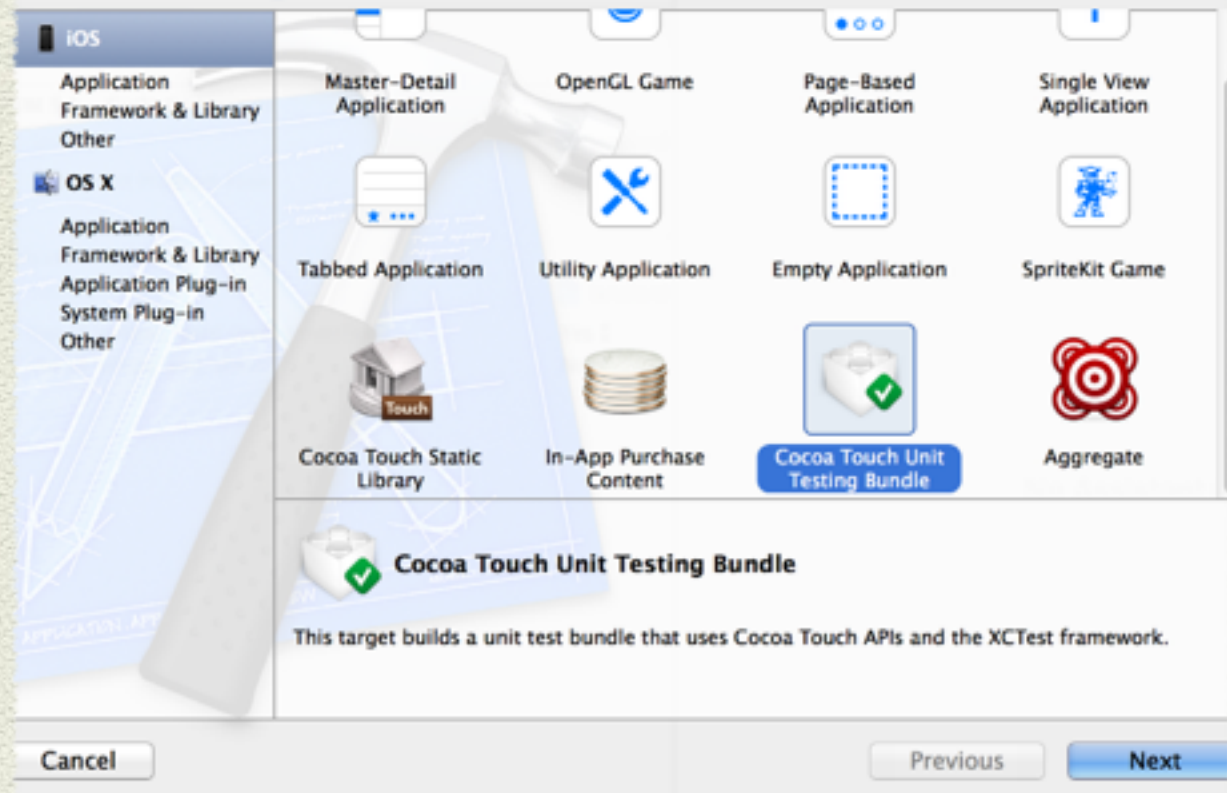 iOS
Application
Framework & Library
Other
OS X
Application
Framework & Library
Application Plug-in
System Plug-in
Other
Master-Detail
Application
OpenGL Game
Page-Based
Application
Single View
Application
Tabbed Application
Utility Application
Empty Application
SpriteKit Game
Touch
Cocoa Touch Static
Library
In-App Purchase
Content
Cocoa Touch Unit
Testing Bundle
Aggregate
Cocoa Touch Unit Testing Bundle
This target builds a unit test bundle that uses Cocoa Touch APIs and the XCTest framework.
Cancel
Previous
Next